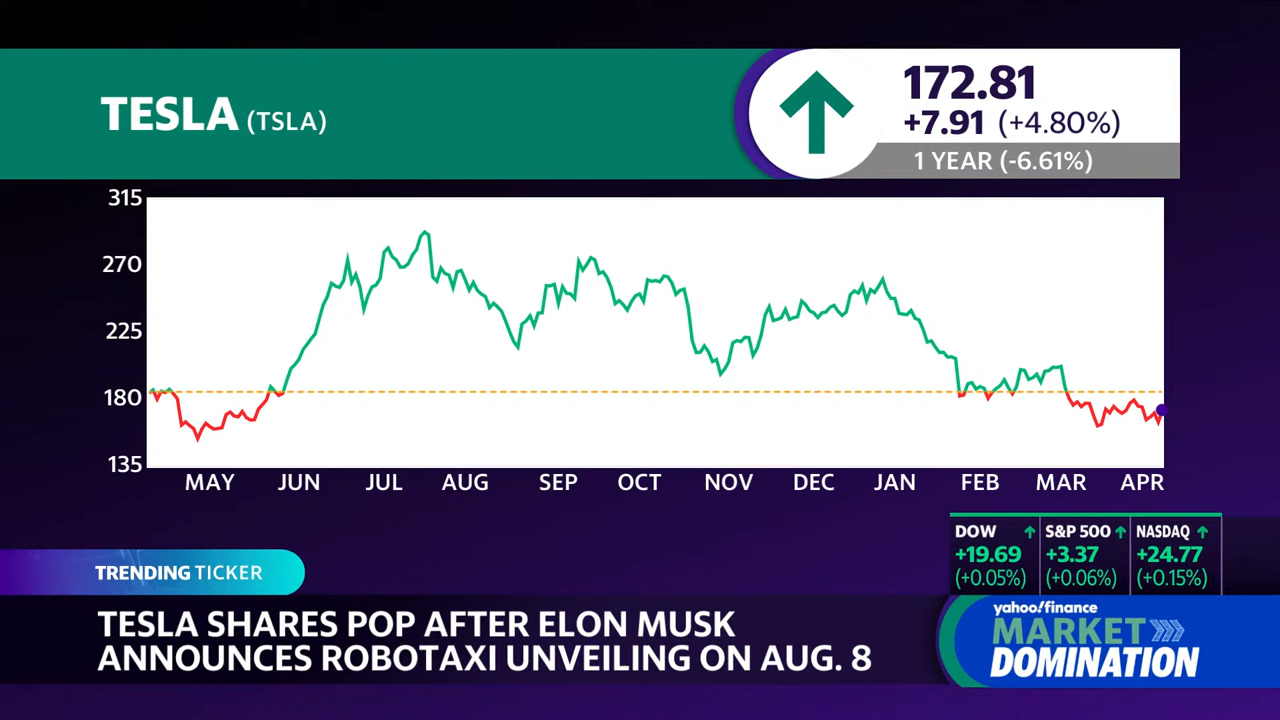 TESLA (TSLA)
172.81
+7.91 (+4.80%)
1 YEAR (-6.61%)
315
270
225
180
135
MAY JUN JUL AUG SEP OCT NOV DEC JAN FEB MAR APR
DOW
+19.69
(+0.05%)
S&P 500
+3.37
(+0.06%)
NASDAQ
+24.77
(+0.15%)
TRENDING TICKER
TESLA SHARES POP AFTER ELON MUSK
ANNOUNCES ROBOTAXI UNVEILING ON AUG. 8
yahoo!finance
MARKET
DOMINATION